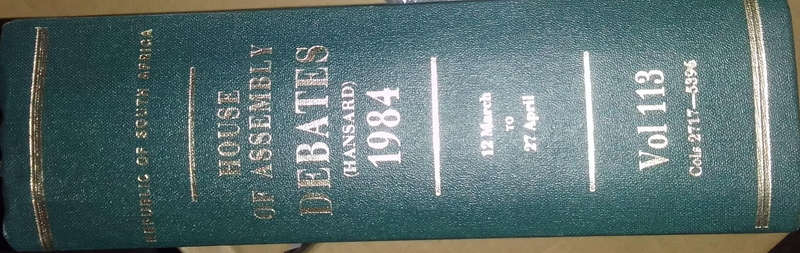 REPUBLIC OF SOUTH AFRICA
HOUSE
OF ASSEMBLY
DEBATES
(HANSARD)
1984
12 March
TO
27 April
Vol 113
Cols 2717—5396